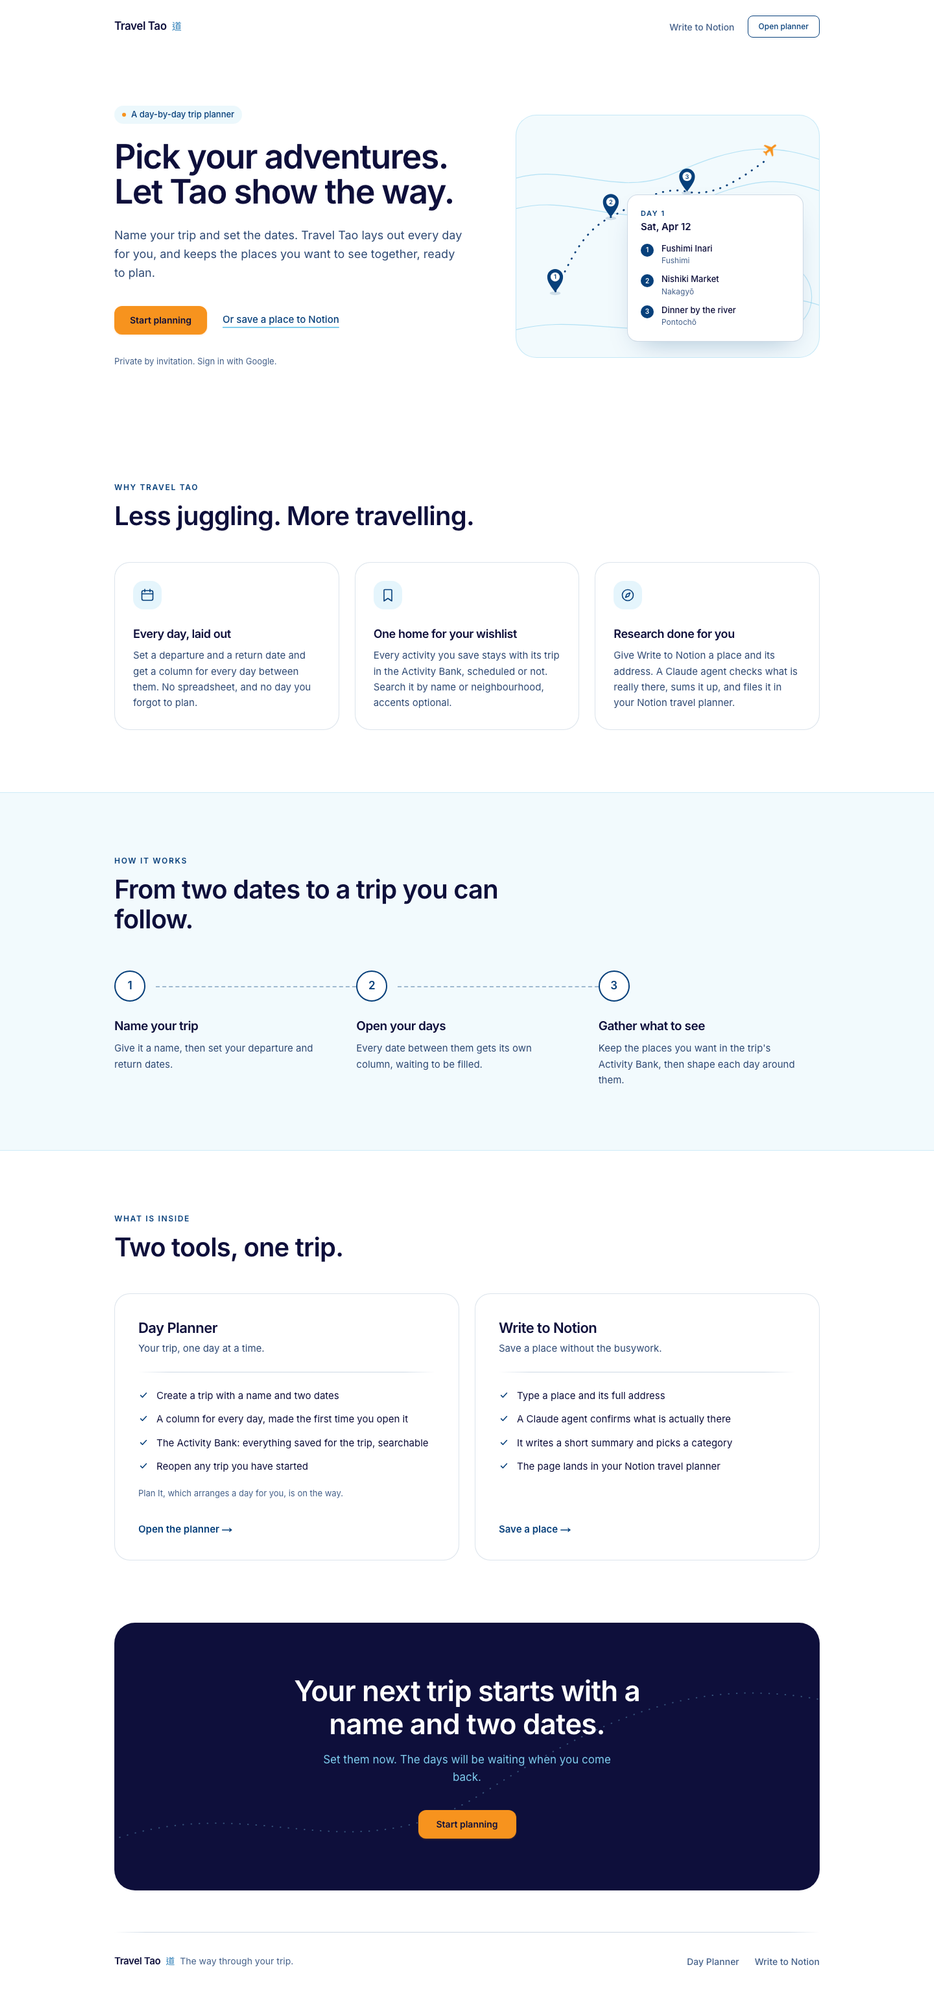 Travel Tao 道
Write to Notion
Open planner
A day-by-day trip planner
Pick your adventures.
Let Tao show the way.
Name your trip and set the dates. Travel Tao lays out every day
for you, and keeps the places you want to see together, ready
to plan.
Start planning
Or save a place to Notion
Private by invitation. Sign in with Google.
1
2
3
DAY 1
Sat, Apr 12
1 Fushimi Inari
Fushimi
2 Nishiki Market
Nakagyō
3 Dinner by the river
Pontochō
WHY TRAVEL TAO
Less juggling. More travelling.
Every day, laid out
Set a departure and a return date and
get a column for every day between
them. No spreadsheet, and no day you
forgot to plan.
One home for your wishlist
Every activity you save stays with its trip
in the Activity Bank, scheduled or not.
Search it by name or neighbourhood,
accents optional.
Research done for you
Give Write to Notion a place and its
address. A Claude agent checks what is
really there, sums it up, and files it in
your Notion travel planner.
HOW IT WORKS
From two dates to a trip you can
follow.
1
Name your trip
Give it a name, then set your departure and
return dates.
2
Open your days
Every date between them gets its own
column, waiting to be filled.
3
Gather what to see
Keep the places you want in the trip's
Activity Bank, then shape each day around
them.
WHAT IS INSIDE
Two tools, one trip.
Day Planner
Your trip, one day at a time.
Create a trip with a name and two dates
A column for every day, made the first time you open it
The Activity Bank: everything saved for the trip, searchable
Reopen any trip you have started
Plan It, which arranges a day for you, is on the way.
Open the planner →
Write to Notion
Save a place without the busywork.
Type a place and its full address
A Claude agent confirms what is actually there
It writes a short summary and picks a category
The page lands in your Notion travel planner
Save a place →
Your next trip starts with a
name and two dates.
Set them now. The days will be waiting when you come
back.
Start planning
Travel Tao 道 The way through your trip.
Day Planner
Write to Notion